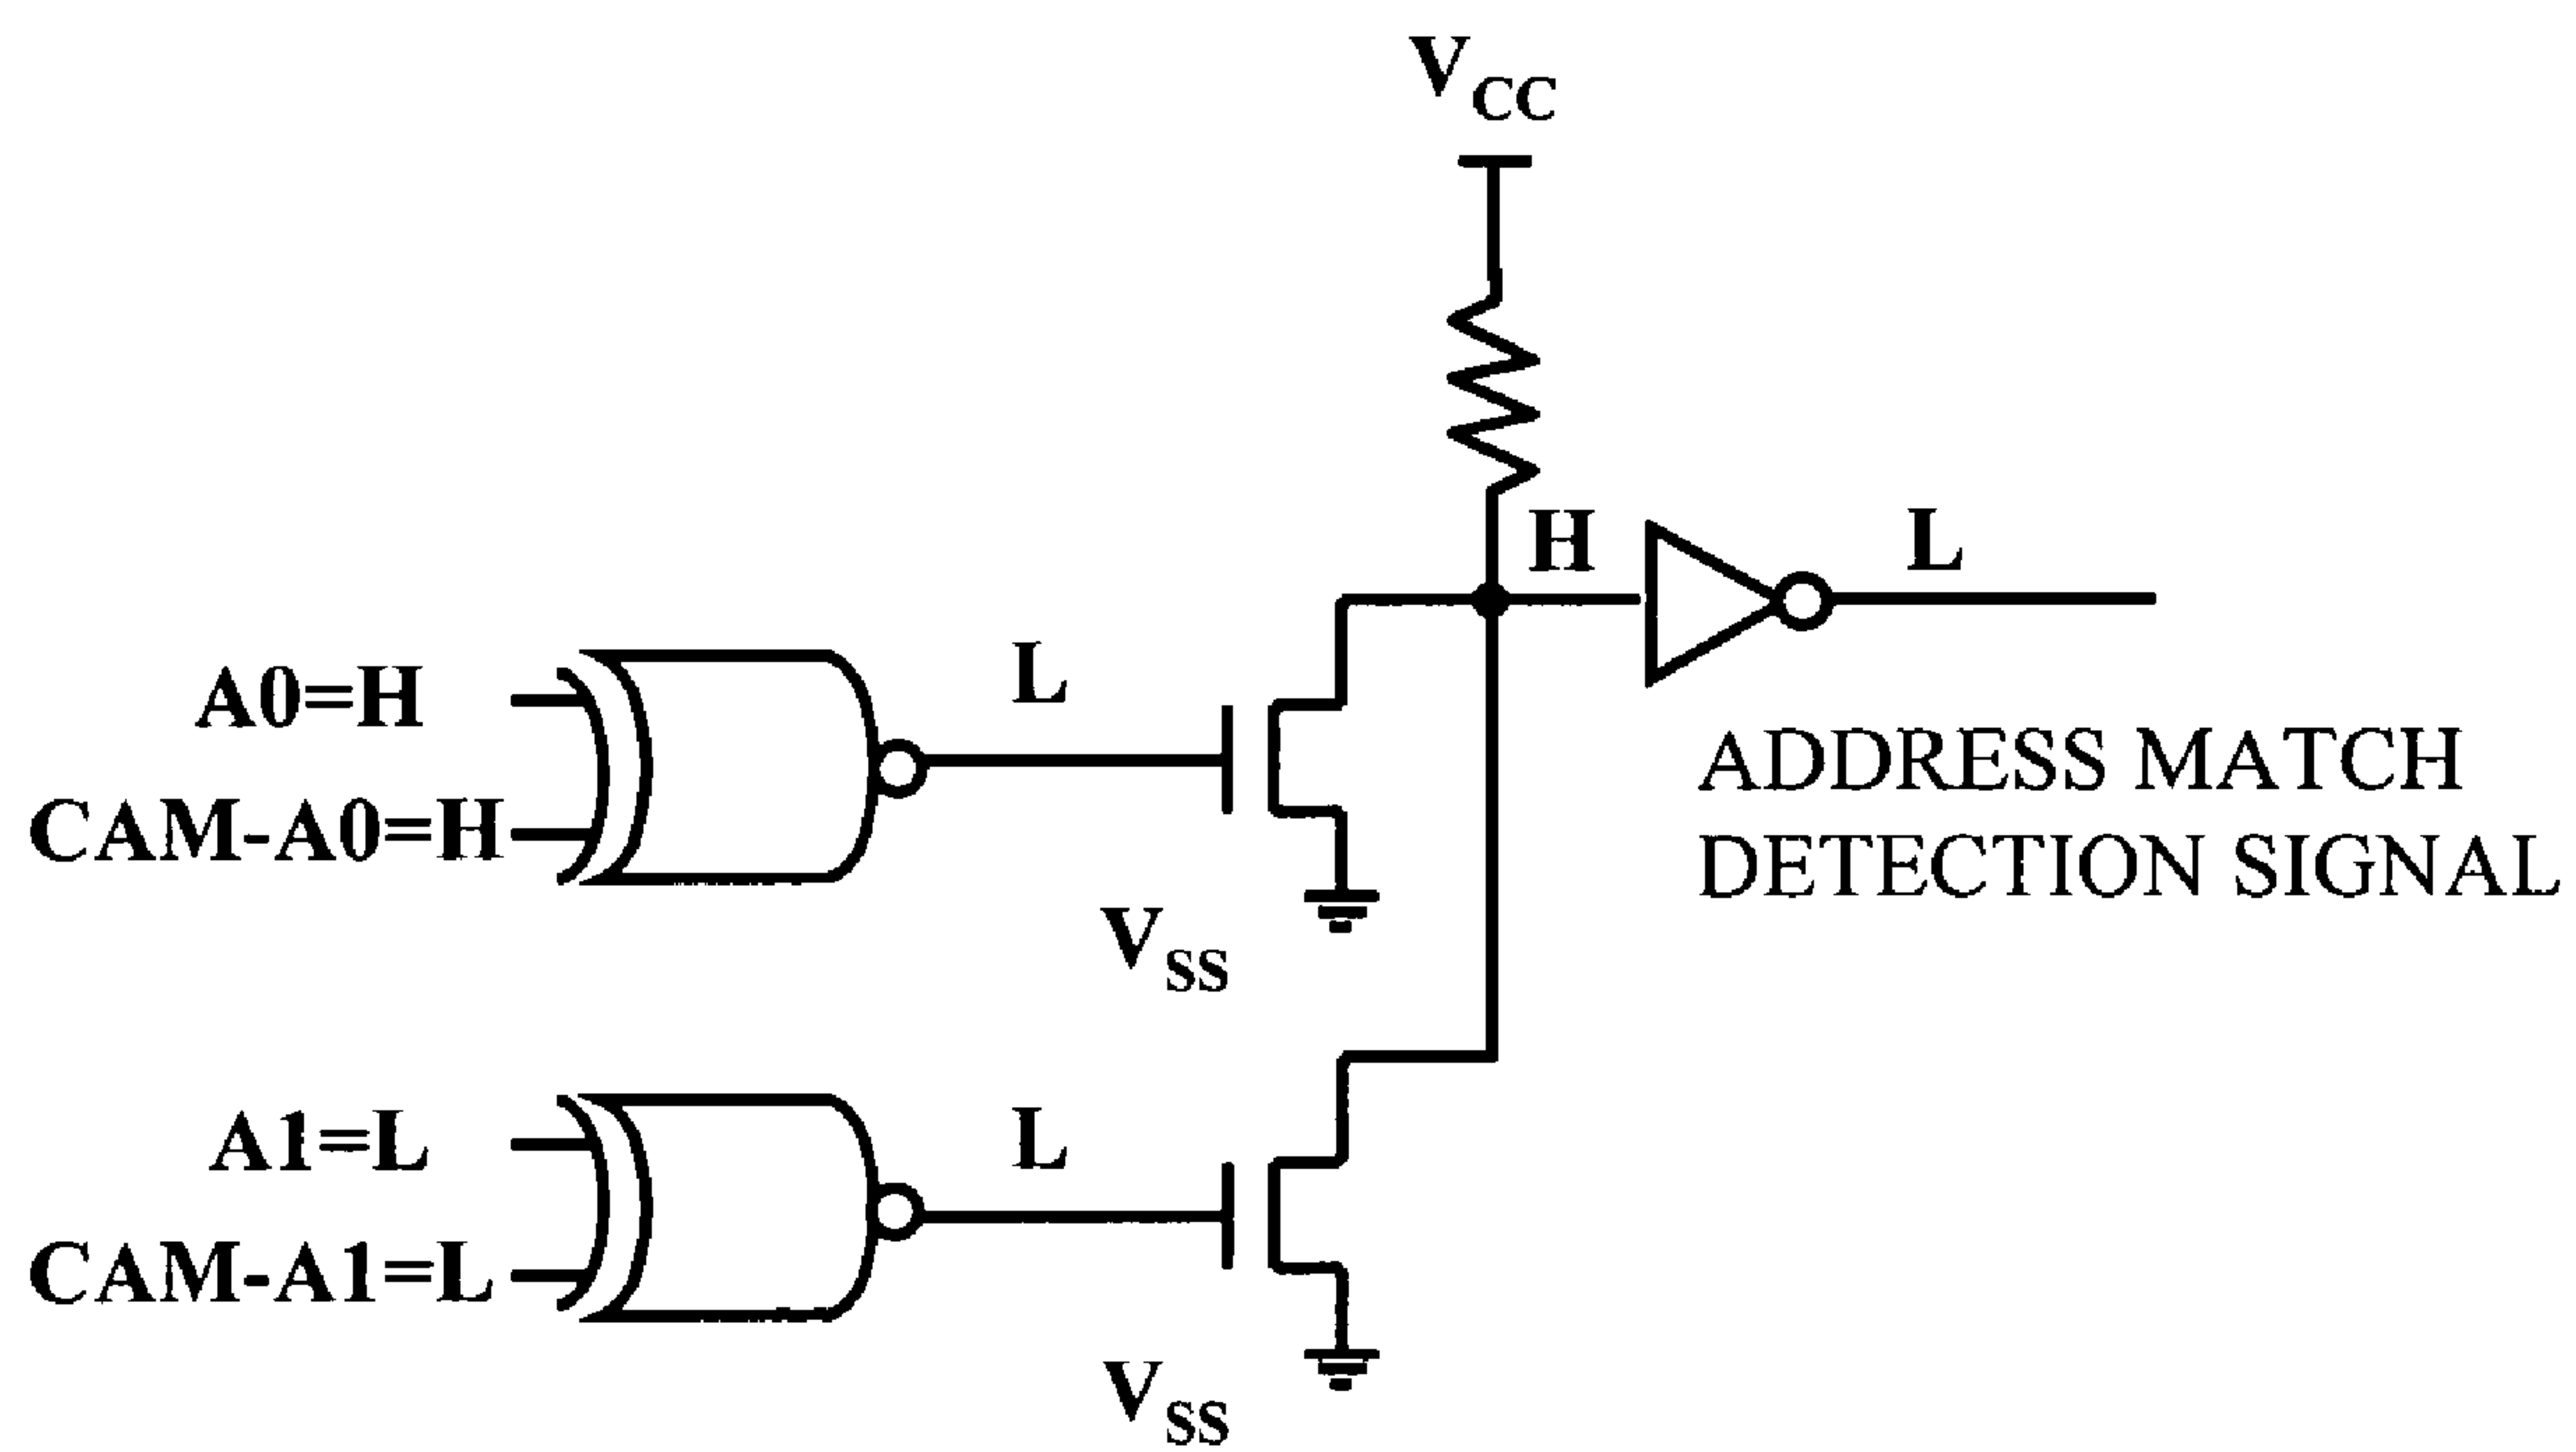 VCC
H
L
L
A0=H
CAM-A0=H
ADDRESS MATCH
DETECTION SIGNAL
VSS
L
A1=L
CAM-A1=L
VSS